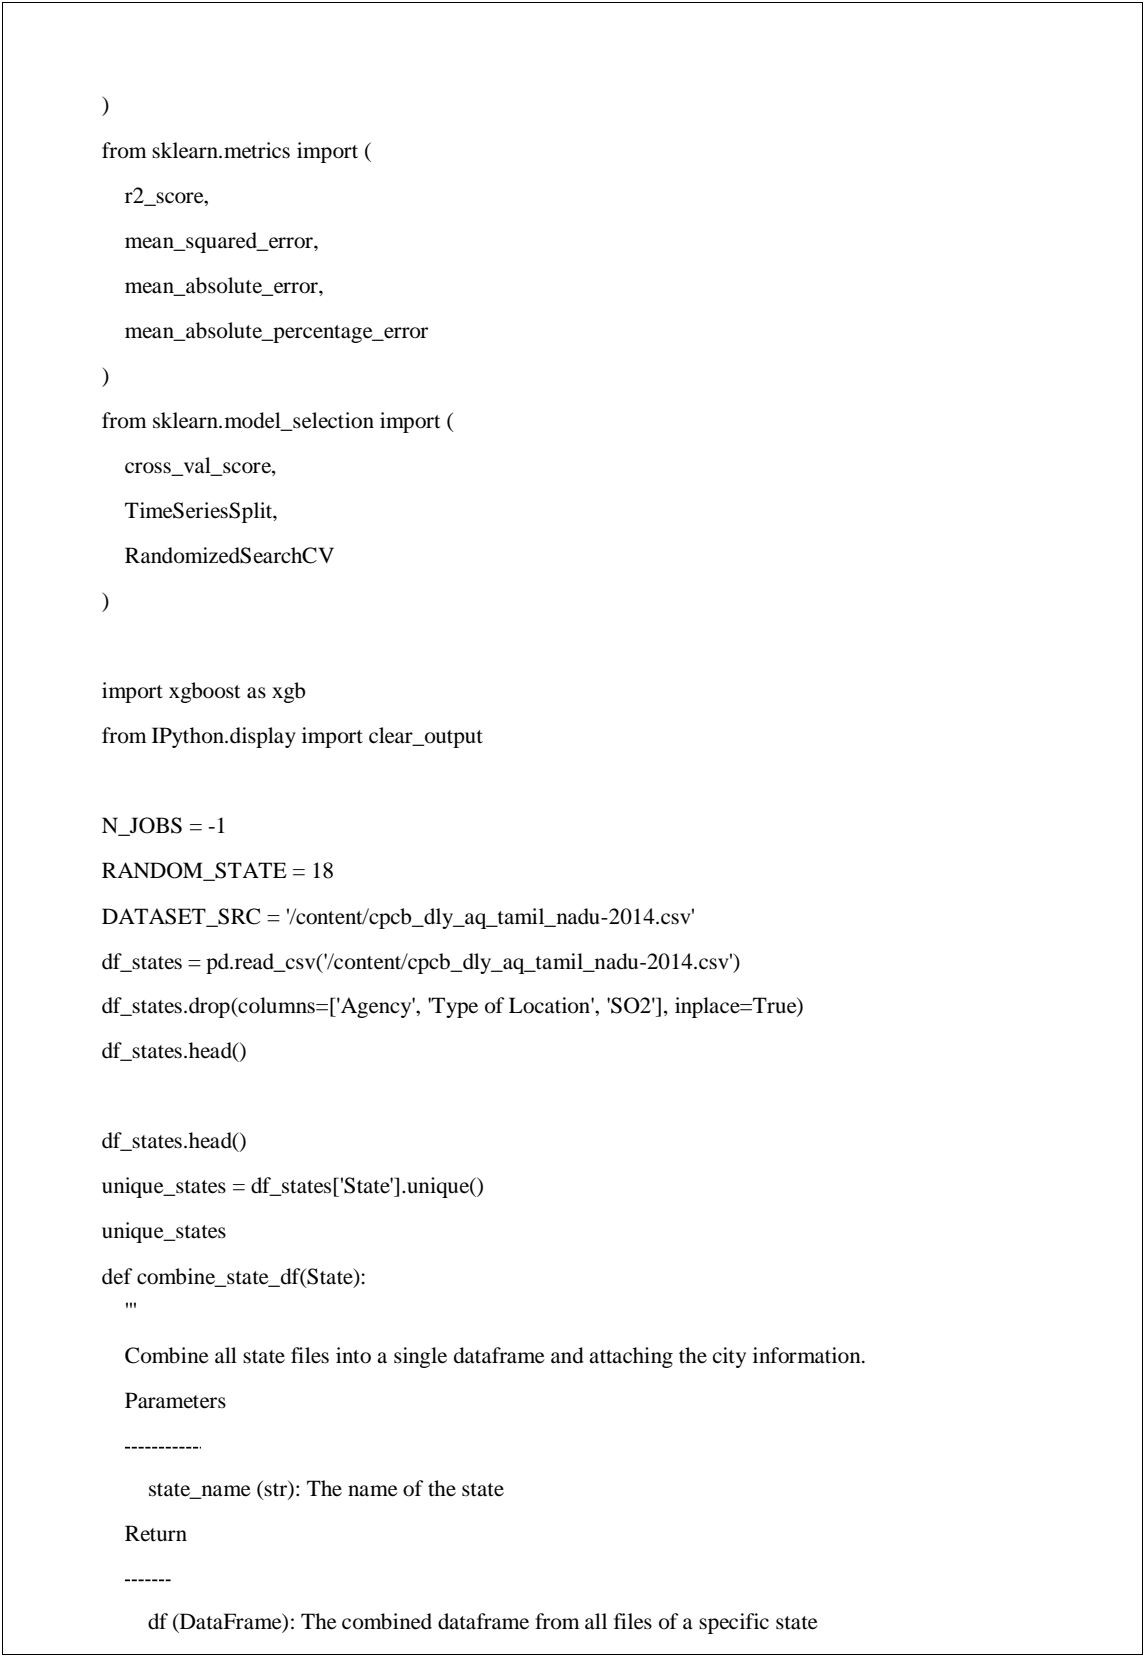 )
from sklearn.metrics import (
r2_score,
mean_squared_error,
mean_absolute_error,
mean_absolute_percentage_error
)
from sklearn.model_selection import (
cross_val_score,
TimeSeriesSplit,
RandomizedSearchCV
)
import xgboost as xgb
from IPython.display import clear_output
N_JOBS = -1
RANDOM_STATE = 18
DATASET_SRC = '/content/cpcb_dly_aq_tamil_nadu-2014.csv'
df_states = pd.read_csv('/content/cpcb_dly_aq_tamil_nadu-2014.csv')
df_states.drop(columns=['Agency', 'Type of Location', 'SO2'], inplace=True)
df_states.head()
df_states.head()
unique_states = df_states['State'].unique()
unique_states
def combine_state_df(State):
'''
Combine all state files into a single dataframe and attaching the city information.
Parameters
-----------
state_name (str): The name of the state
Return
-------
df (DataFrame): The combined dataframe from all files of a specific state